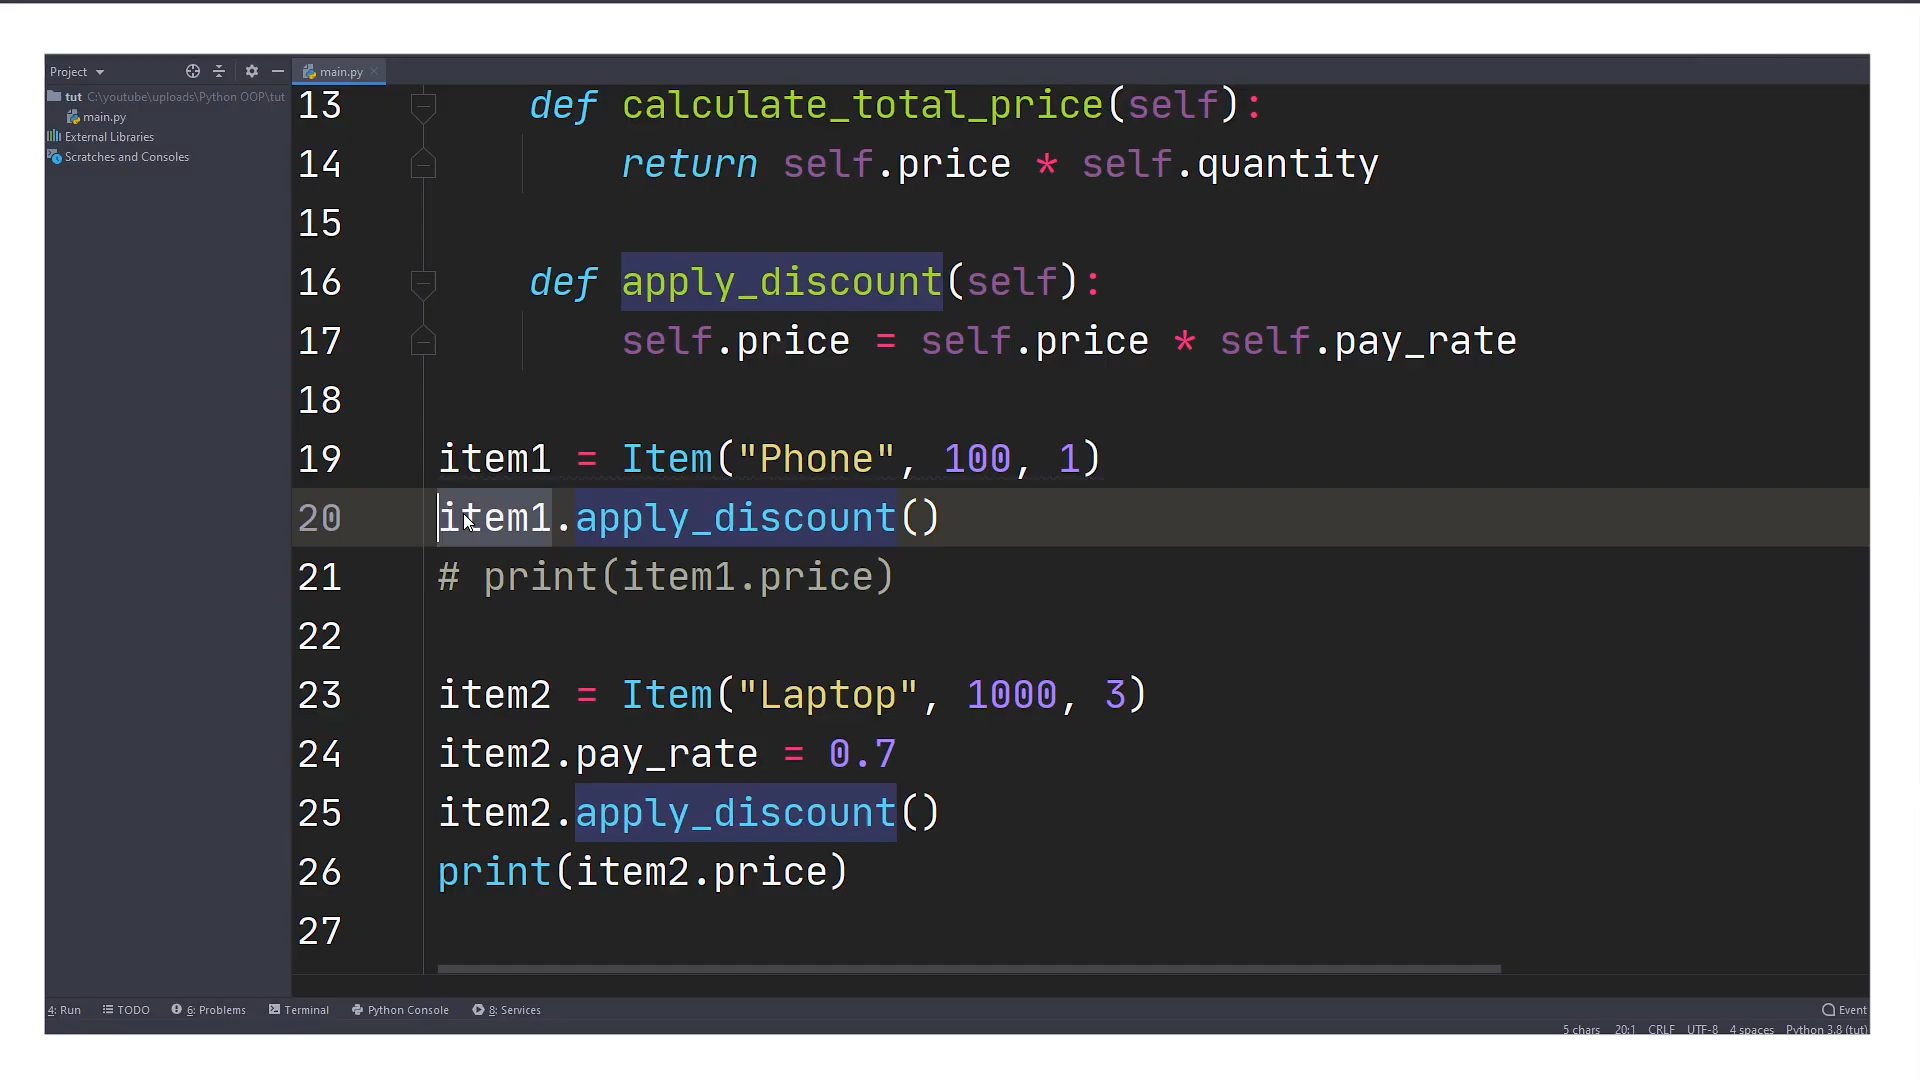 Project
main.py
tut C:\youtube\uploads\Python OOP\tut
main.py
External Libraries
Scratches and Consoles
13 def calculate_total_price(self):
14 return self.price * self.quantity
15
16 def apply_discount(self):
17 self.price = self.price * self.pay_rate
18
19 item1 = Item("Phone", 100, 1)
20 item1.apply_discount()
21 # print(item1.price)
22
23 item2 = Item("Laptop", 1000, 3)
24 item2.pay_rate = 0.7
25 item2.apply_discount()
26 print(item2.price)
27
4: Run TODO 6: Problems Terminal Python Console 8: Services Event
5 chars 20:1 CRLF UTF-8 4 spaces Python 3.8 (tut)